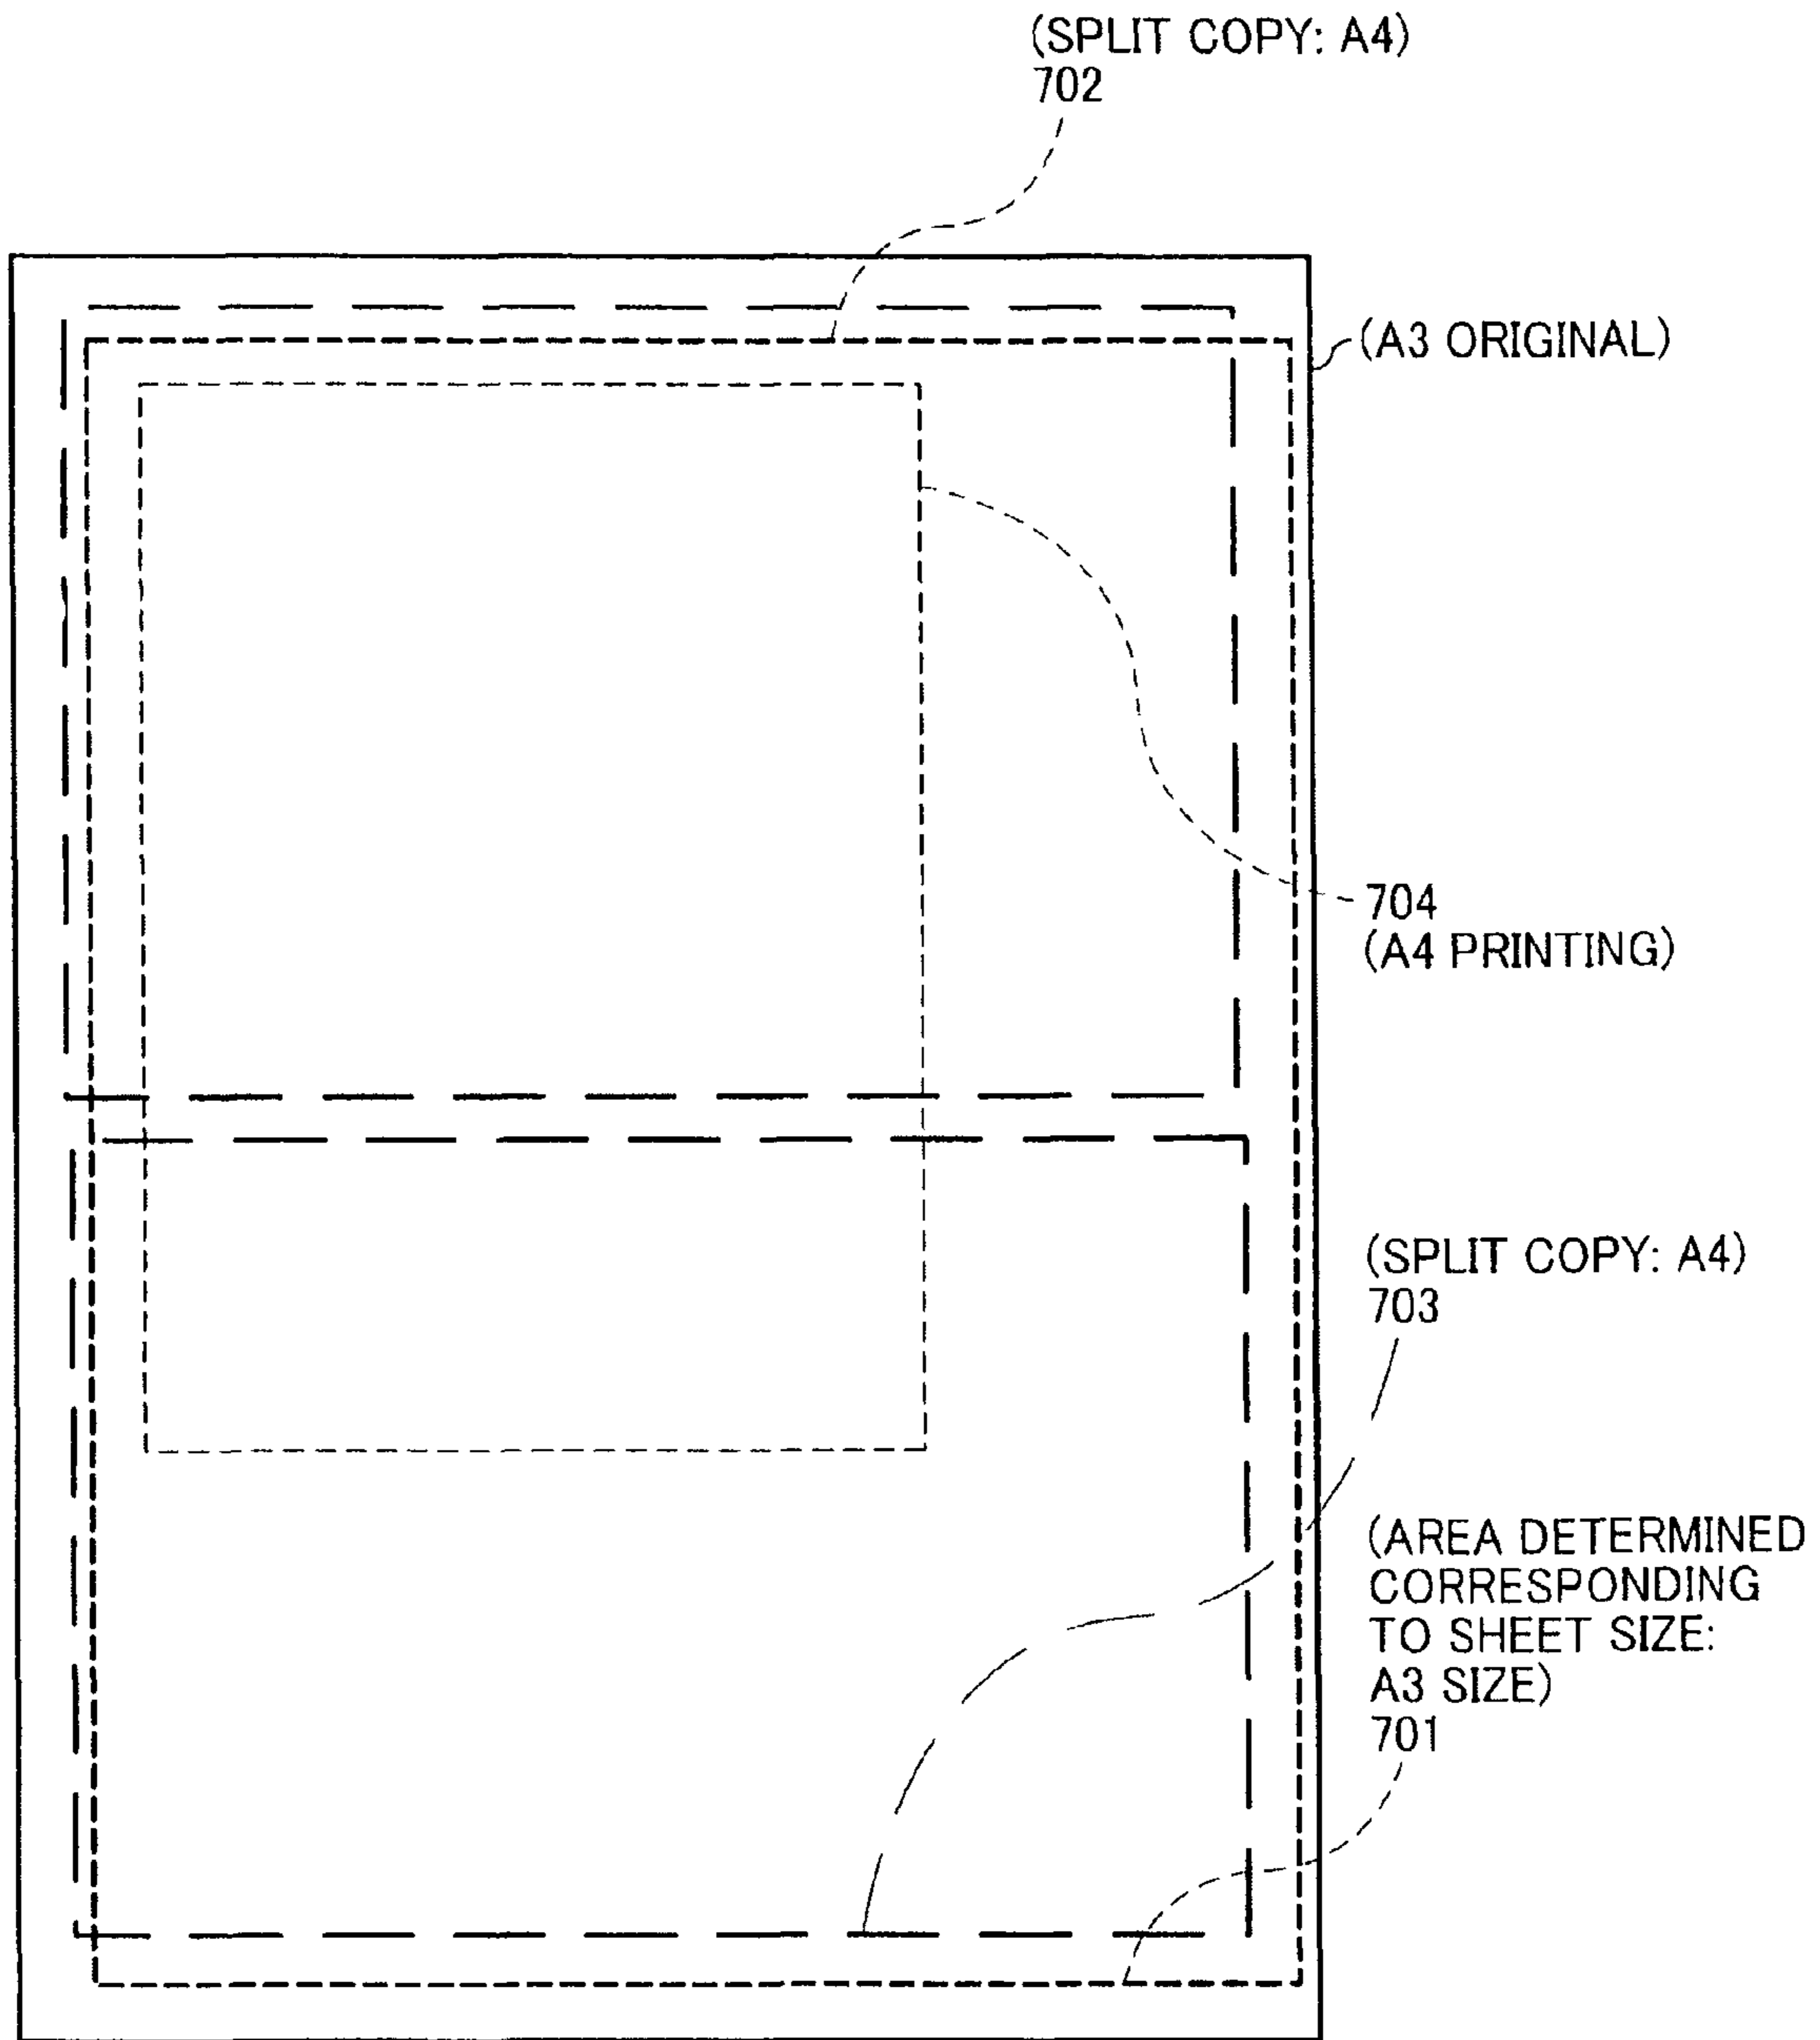 (SPLIT COPY: A4)
702
(A3 ORIGINAL)
704
(A4 PRINTING)
(SPLIT COPY: A4)
703
(AREA DETERMINED
CORRESPONDING
TO SHEET SIZE:
A3 SIZE)
701